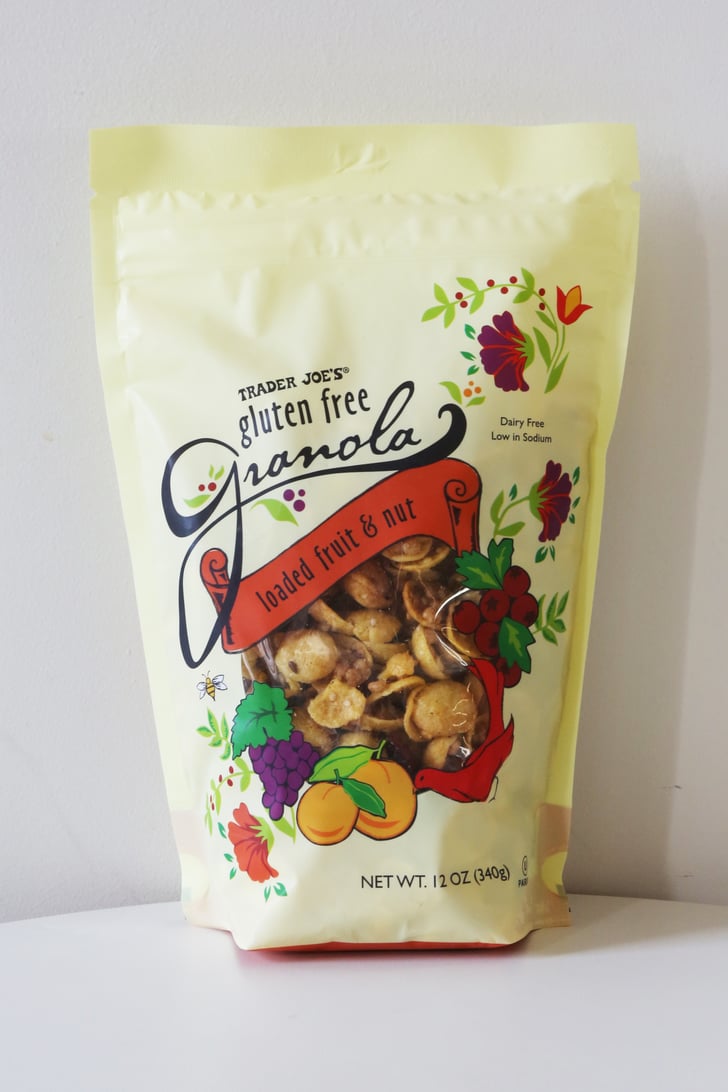 TRADER JOE'S®
gluten free
Granola
loaded fruit & nut
Dairy Free
Low in Sodium
NET WT. 12 OZ (340g)
U